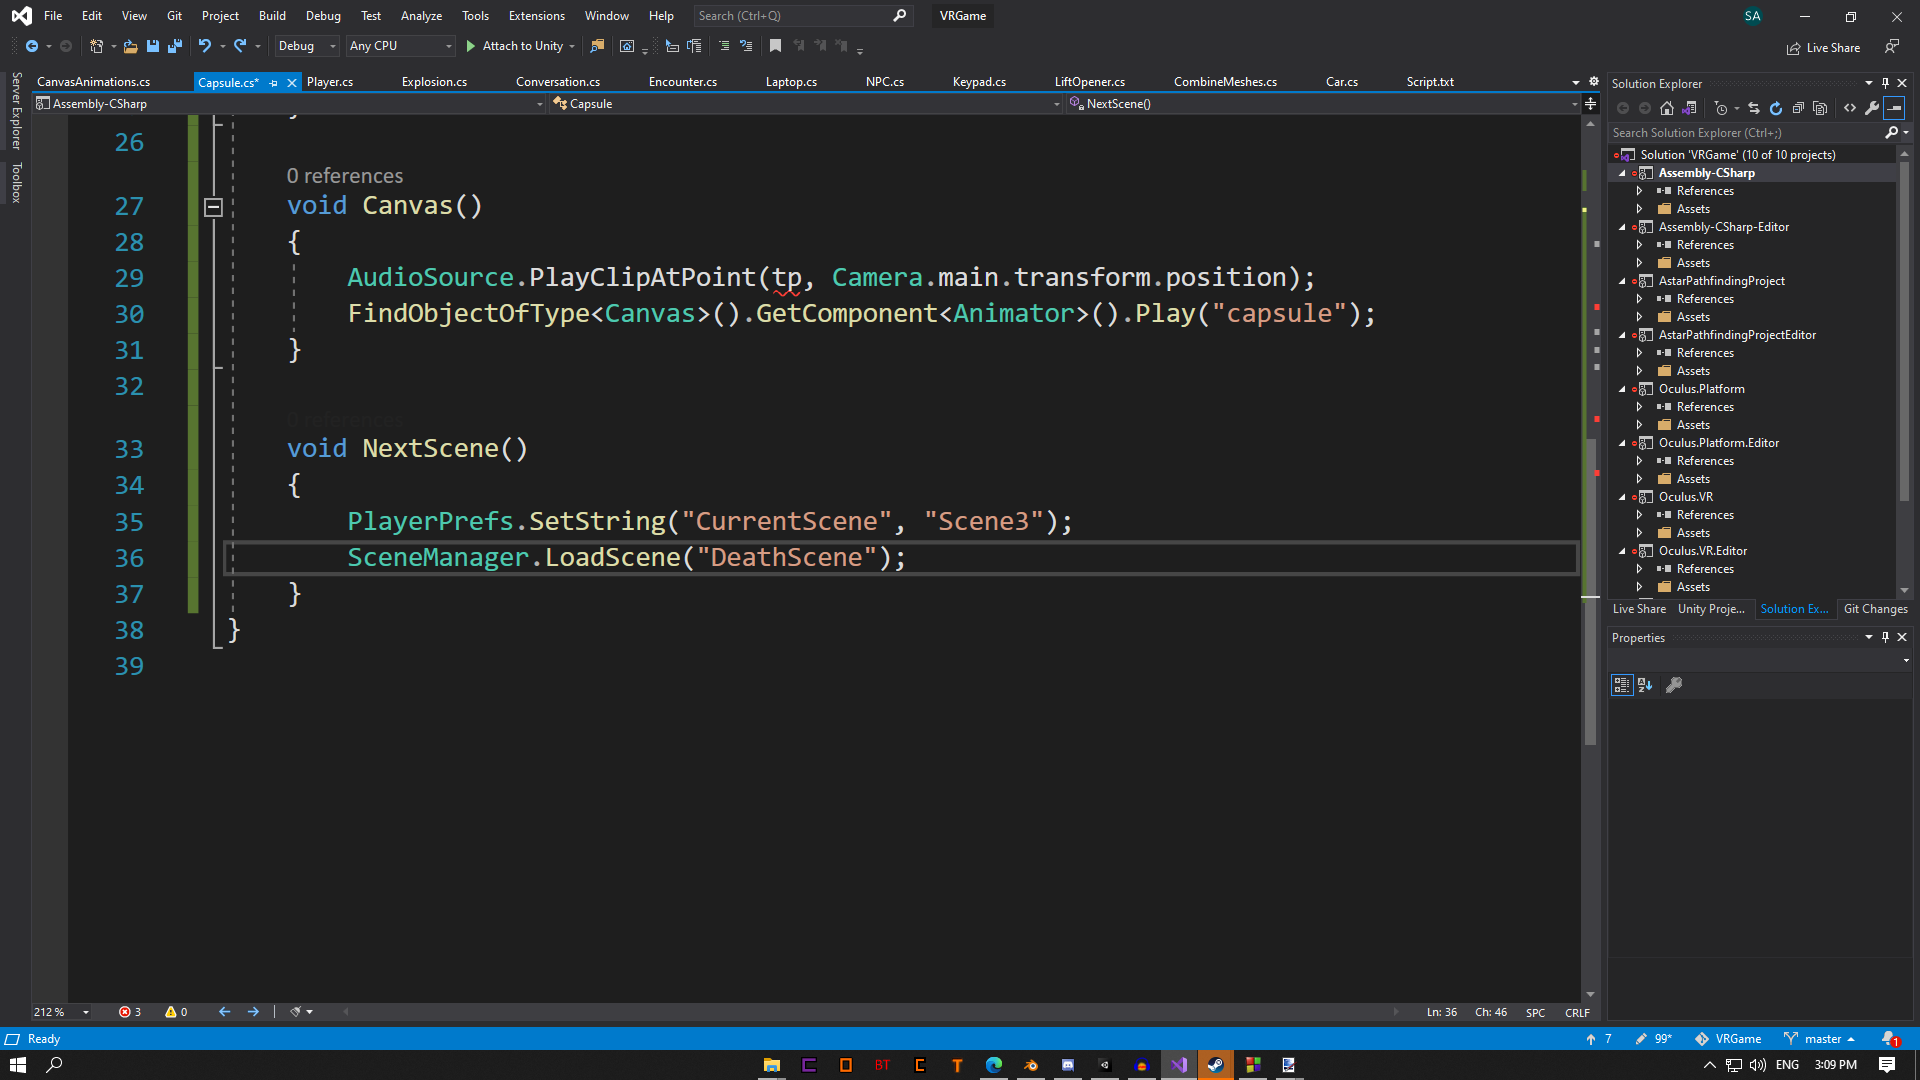 File Edit View Git Project Build Debug Test Analyze Tools Extensions Window Help Search (Ctrl+Q) VRGame SA
Debug Any CPU Attach to Unity Live Share
CanvasAnimations.cs Capsule.cs* Player.cs Explosion.cs Conversation.cs Encounter.cs Laptop.cs NPC.cs Keypad.cs LiftOpener.cs CombineMeshes.cs Car.cs Script.txt
Assembly-CSharp Capsule NextScene()
Server Explorer
Toolbox
26
0 references
27 void Canvas()
28 {
29 AudioSource.PlayClipAtPoint(tp, Camera.main.transform.position);
30 FindObjectOfType<Canvas>().GetComponent<Animator>().Play("capsule");
31 }
32
0 references
33 void NextScene()
34 {
35 PlayerPrefs.SetString("CurrentScene", "Scene3");
36 SceneManager.LoadScene("DeathScene");
37 }
38 }
39
212 % 3 0 Ln: 36 Ch: 46 SPC CRLF
Solution Explorer
Search Solution Explorer (Ctrl+;)
Solution 'VRGame' (10 of 10 projects)
Assembly-CSharp
References
Assets
Assembly-CSharp-Editor
References
Assets
AstarPathfindingProject
References
Assets
AstarPathfindingProjectEditor
References
Assets
Oculus.Platform
References
Assets
Oculus.Platform.Editor
References
Assets
Oculus.VR
References
Assets
Oculus.VR.Editor
References
Assets
Live Share Unity Proje... Solution Ex... Git Changes
Properties
Ready 7 99* VRGame master 1
BT T ENG 3:09 PM